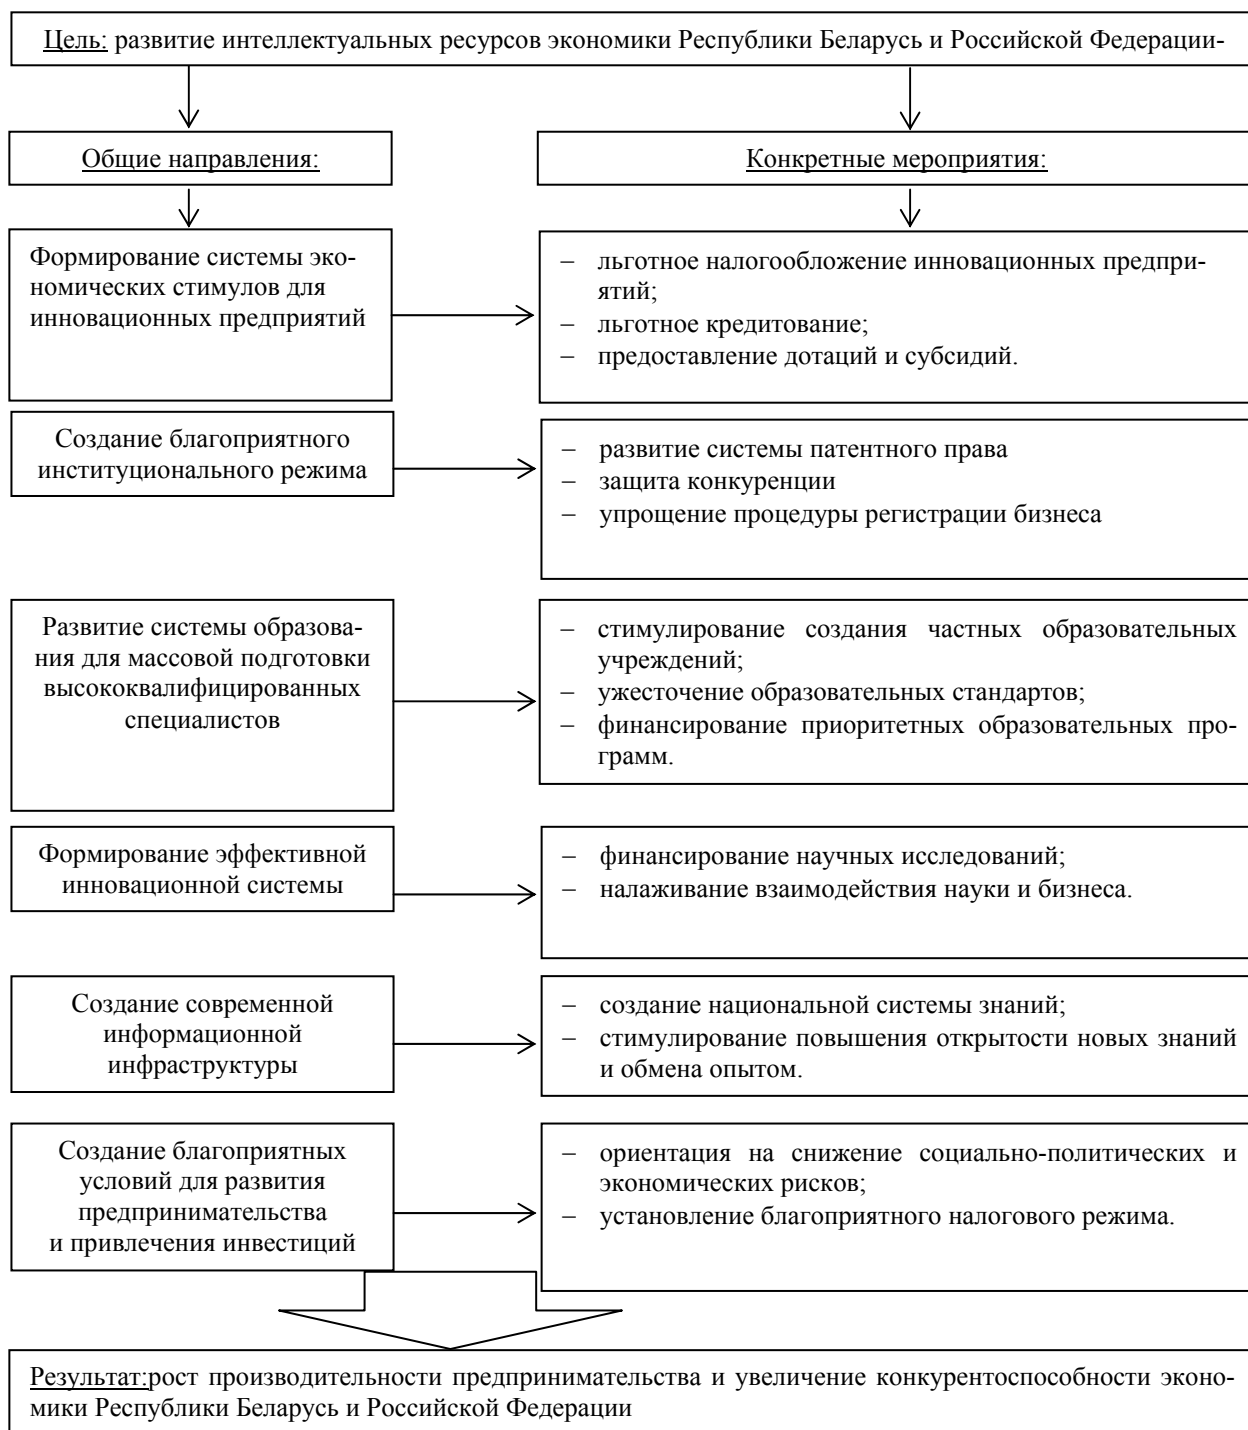 Цель: развитие интеллектуальных ресурсов экономики Республики Беларусь и Российской Федерации-
Общие направления:
Конкретные мероприятия:
Формирование системы эко-
номических стимулов для
инновационных предприятий
– льготное налогообложение инновационных предпри-
ятий;
– льготное кредитование;
– предоставление дотаций и субсидий.
Создание благоприятного
институционального режима
– развитие системы патентного права
– защита конкуренции
– упрощение процедуры регистрации бизнеса
Развитие системы образова-
ния для массовой подготовки
высококвалифицированных
специалистов
– стимулирование создания частных образовательных
учреждений;
– ужесточение образовательных стандартов;
– финансирование приоритетных образовательных про-
грамм.
Формирование эффективной
инновационной системы
– финансирование научных исследований;
– налаживание взаимодействия науки и бизнеса.
Создание современной
информационной
инфраструктуры
– создание национальной системы знаний;
– стимулирование повышения открытости новых знаний
и обмена опытом.
Создание благоприятных
условий для развития
предпринимательства
и привлечения инвестиций
– ориентация на снижение социально-политических и
экономических рисков;
– установление благоприятного налогового режима.
Результат:рост производительности предпринимательства и увеличение конкурентоспособности эконо-
мики Республики Беларусь и Российской Федерации